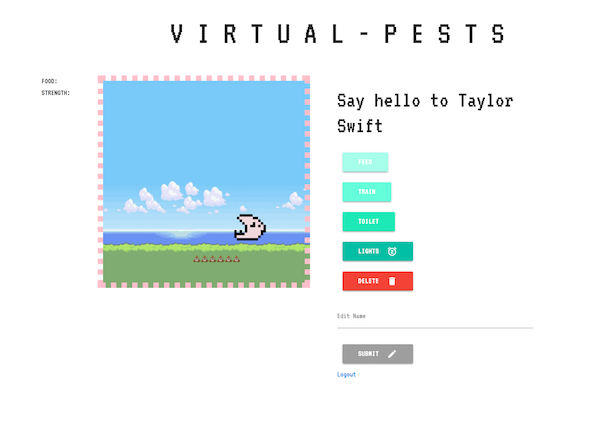 VIRTUAL-PESTS
FOOD:
STRENGTH:
Say hello to Taylor
Swift
FEED
TRAIN
TOILET
LIGHTS
DELETE
Edit Name
SUBMIT
Logout